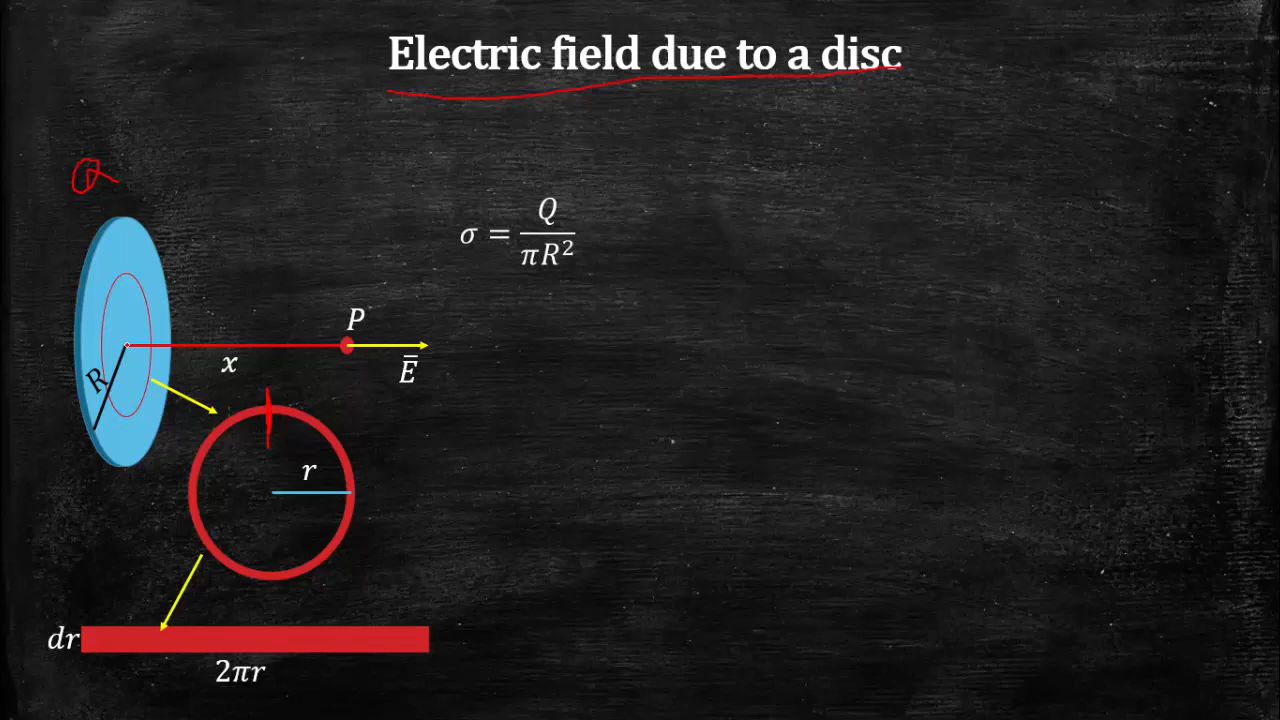 Electric field due to a disc
σ = Q / πR²
P
x
E̅
R
r
dr
2πr